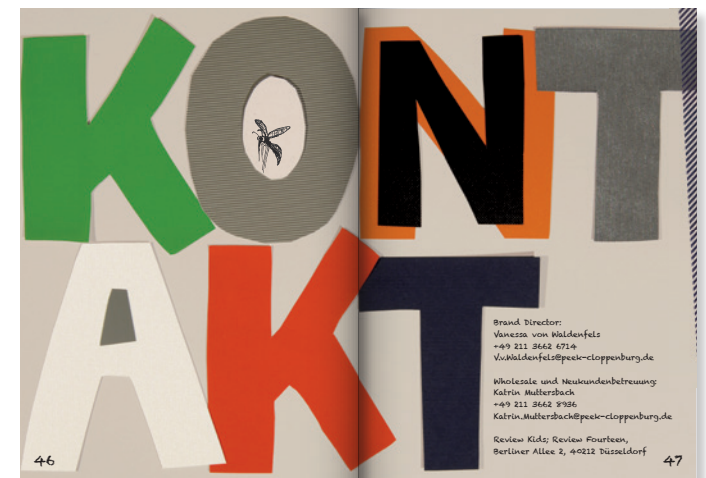 KONT
AKT
Brand Director:
Vanessa von Waldenfels
+49 211 3662 6714
V.v.Waldenfels@peek-cloppenburg.de
Wholesale und Neukundenbetreuung:
Katrin Muttersbach
+49 211 3662 8936
Katrin.Muttersbach@peek-cloppenburg.de
Review Kids; Review Fourteen,
Berliner Allee 2, 40212 Düsseldorf
46
47